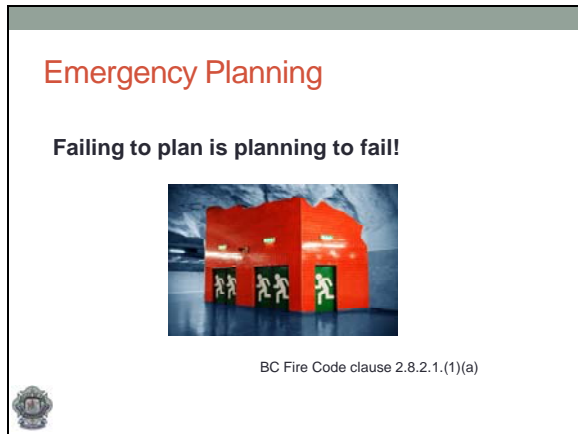 Emergency Planning
Failing to plan is planning to fail!
BC Fire Code clause 2.8.2.1.(1)(a)